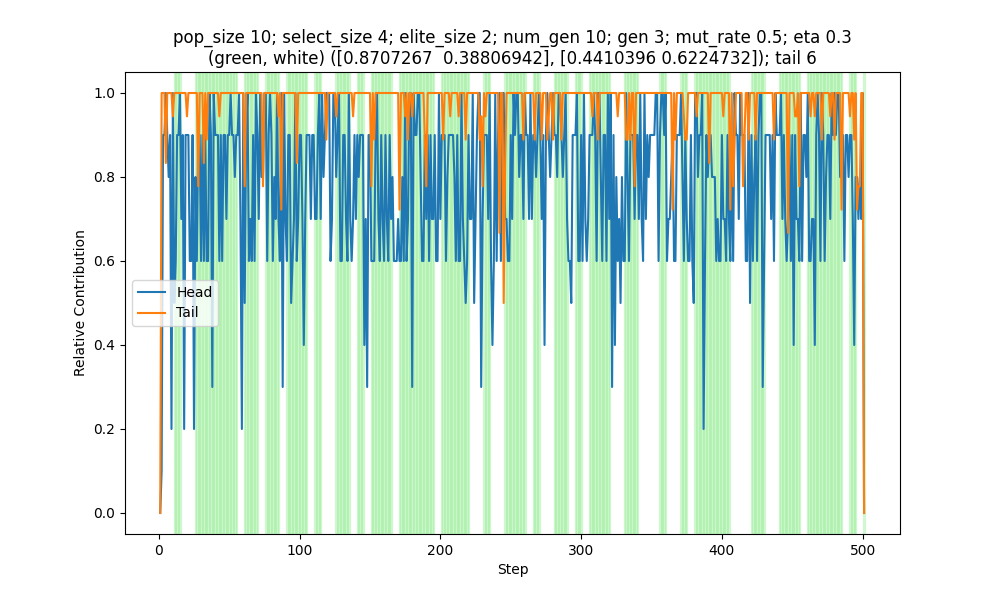 pop_size 10; select_size 4; elite_size 2; num_gen 10; gen 3; mut_rate 0.5; eta 0.3
(green, white) ([0.8707267  0.38806942], [0.4410396 0.6224732]); tail 6
1.0
0.8
0.6
0.4
0.2
0.0
Relative Contribution
Head
Tail
0
100
200
300
400
500
Step